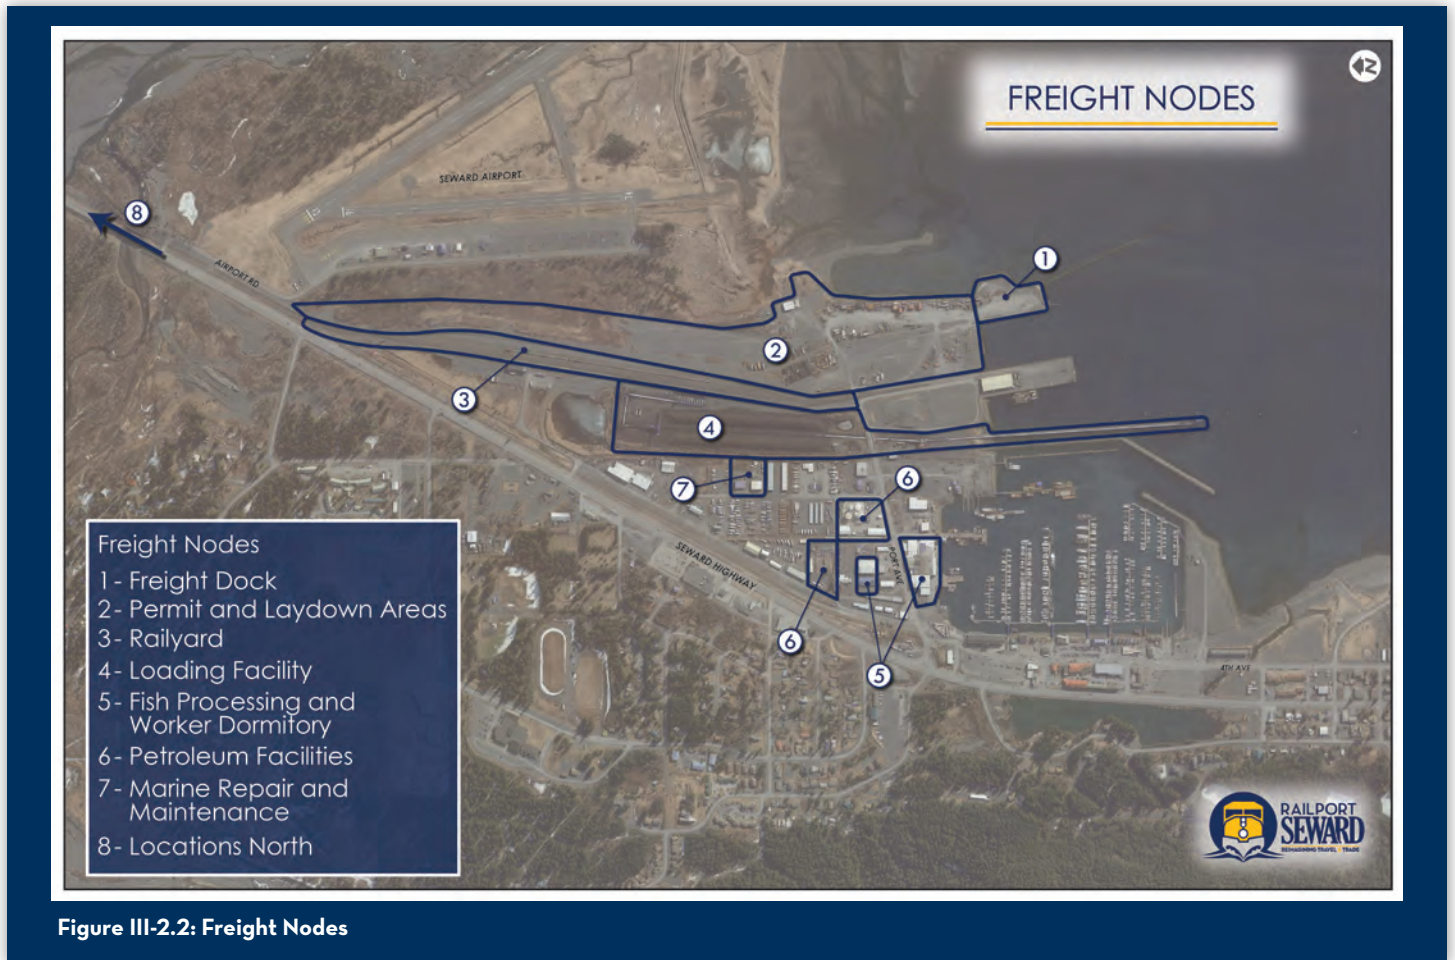 FREIGHT NODES
N
SEWARD AIRPORT
8
AIRPORT RD
1
2
3
4
7
6
SEWARD HIGHWAY
PORT AVE
6
5
4TH AVE
Freight Nodes
1- Freight Dock
2- Permit and Laydown Areas
3- Railyard
4- Loading Facility
5- Fish Processing and
Worker Dormitory
6- Petroleum Facilities
7- Marine Repair and
Maintenance
8- Locations North
RAILPORT
SEWARD
REIMAGINING TRAVEL + TRADE
Figure III-2.2: Freight Nodes